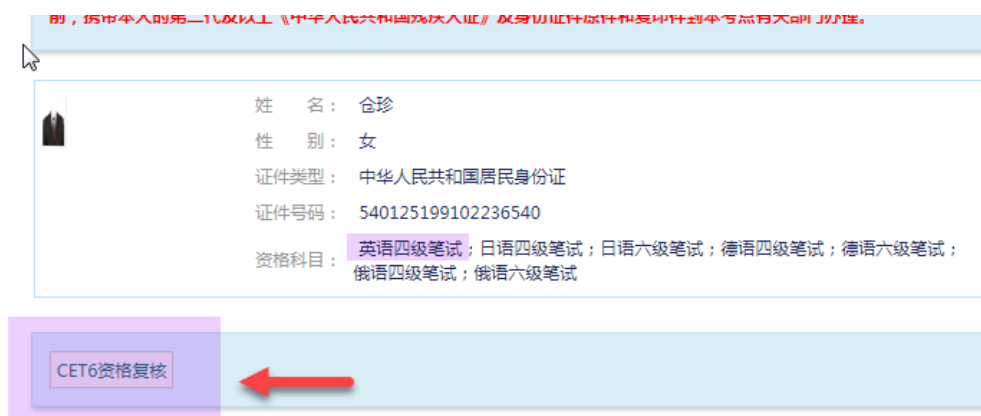 前，携带本人的第二代及以上《中华人民共和国残疾人证》及身份证件原件和复印件到本考点有关部门办理。
姓 名： 仓珍
性 别： 女
证件类型： 中华人民共和国居民身份证
证件号码： 540125199102236540
资格科目： 英语四级笔试；日语四级笔试；日语六级笔试；德语四级笔试；德语六级笔试；
俄语四级笔试；俄语六级笔试
CET6资格复核